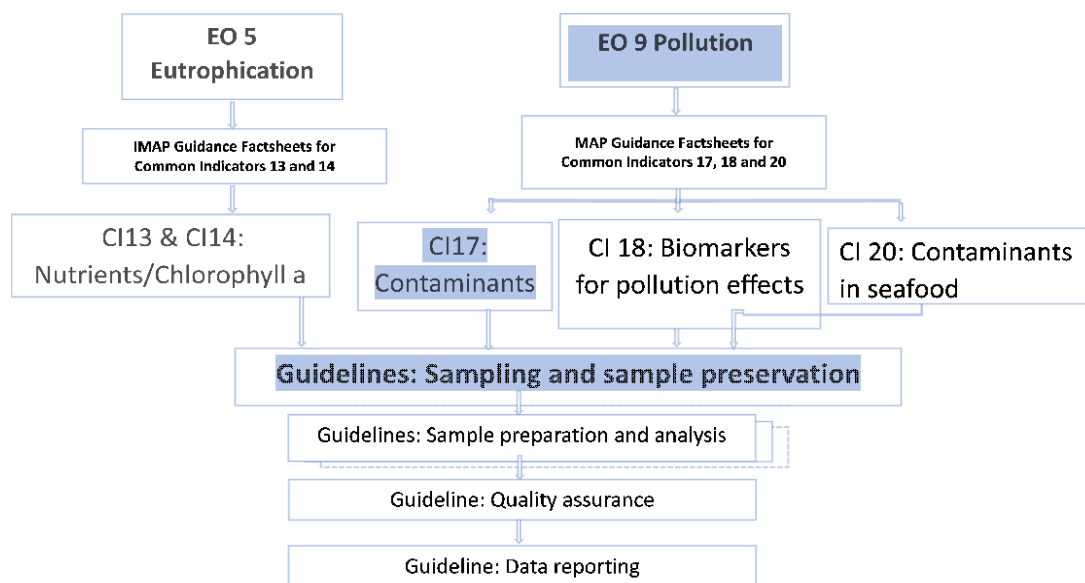 EO 5
Eutrophication
EO 9 Pollution
IMAP Guidance Factsheets for
Common Indicators 13 and 14
MAP Guidance Factsheets for
Common Indicators 17, 18 and 20
CI13 & CI14:
Nutrients/Chlorophyll a
CI17:
Contaminants
CI 18: Biomarkers
for pollution effects
CI 20: Contaminants
in seafood
Guidelines: Sampling and sample preservation
Guidelines: Sample preparation and analysis
Guideline: Quality assurance
Guideline: Data reporting